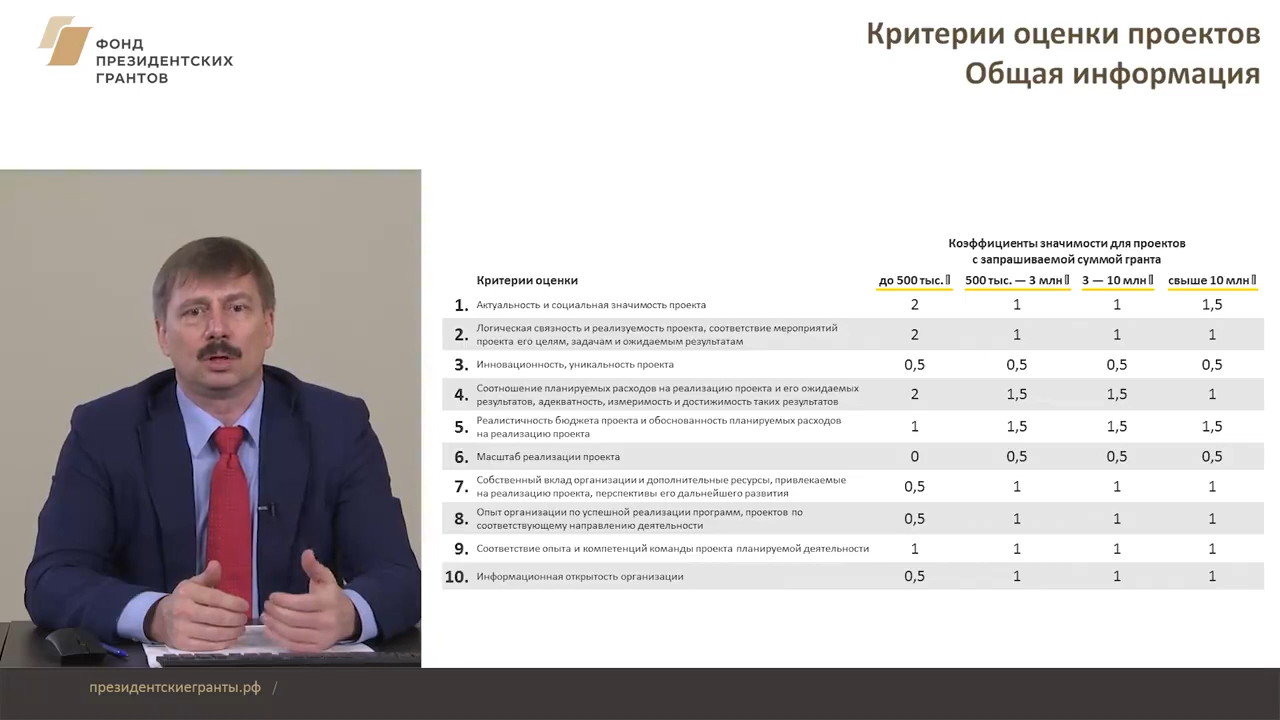 ФОНД
ПРЕЗИДЕНТСКИХ
ГРАНТОВ
Критерии оценки проектов
Общая информация
Коэффициенты значимости для проектов
с запрашиваемой суммой гранта
Критерии оценки до 500 тыс. 500 тыс. — 3 млн 3 — 10 млн свыше 10 млн
1. Актуальность и социальная значимость проекта 2 1 1 1,5
2. Логическая связность и реализуемость проекта, соответствие мероприятий
проекта его целям, задачам и ожидаемым результатам 2 1 1 1
3. Инновационность, уникальность проекта 0,5 0,5 0,5 0,5
4. Соотношение планируемых расходов на реализацию проекта и его ожидаемых
результатов, адекватность, измеримость и достижимость таких результатов 2 1,5 1,5 1
5. Реалистичность бюджета проекта и обоснованность планируемых расходов
на реализацию проекта 1 1,5 1,5 1,5
6. Масштаб реализации проекта 0 0,5 0,5 0,5
7. Собственный вклад организации и дополнительные ресурсы, привлекаемые
на реализацию проекта, перспективы его дальнейшего развития 0,5 1 1 1
8. Опыт организации по успешной реализации программ, проектов по
соответствующему направлению деятельности 0,5 1 1 1
9. Соответствие опыта и компетенций команды проекта планируемой деятельности 1 1 1 1
10. Информационная открытость организации 0,5 1 1 1
президентскиегранты.рф /